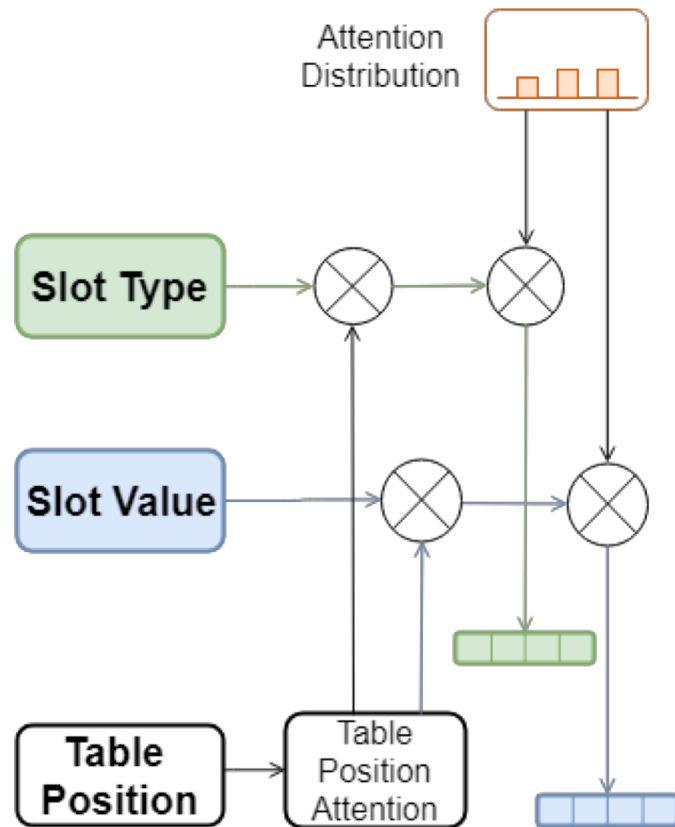 Attention
Distribution
Slot Type
Slot Value
Table
Position
Table
Position
Attention